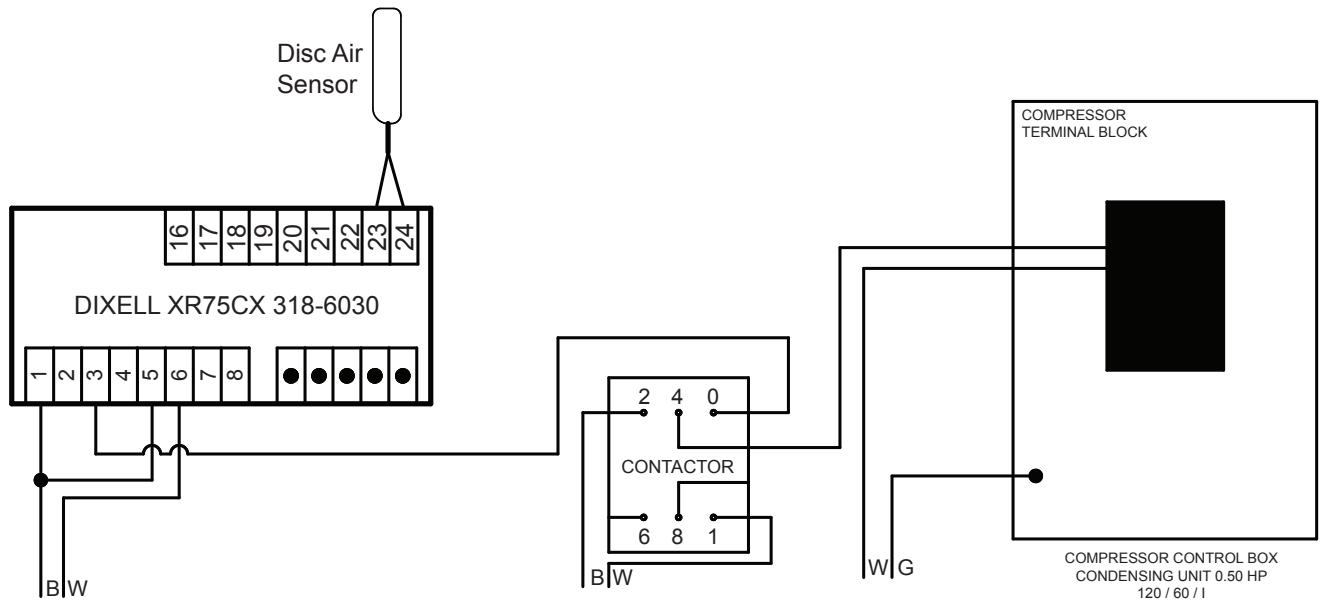 Disc Air
Sensor
COMPRESSOR
TERMINAL BLOCK
16 17 18 19 20 21 22 23 24
DIXELL XR75CX 318-6030
1 2 3 4 5 6 7 8
2 4 0
CONTACTOR
6 8 1
B W
B W
W G
COMPRESSOR CONTROL BOX
CONDENSING UNIT 0.50 HP
120 / 60 / I